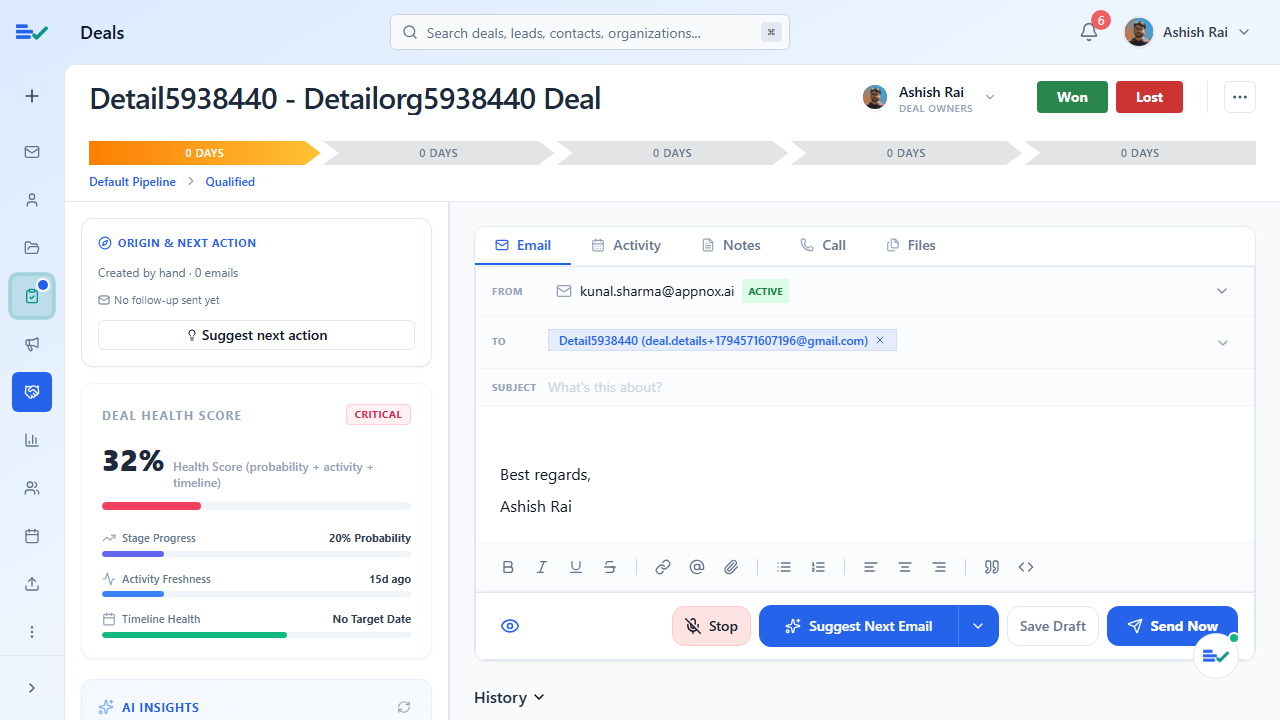 Deals
Search deals, leads, contacts, organizations...
⌘
6
Ashish Rai
Detail5938440 - Detailorg5938440 Deal
Ashish Rai
DEAL OWNERS
Won
Lost
0 DAYS
0 DAYS
0 DAYS
0 DAYS
0 DAYS
Default Pipeline
Qualified
ORIGIN & NEXT ACTION
Created by hand · 0 emails
No follow-up sent yet
Suggest next action
DEAL HEALTH SCORE
CRITICAL
32%
Health Score (probability + activity +
timeline)
Stage Progress
20% Probability
Activity Freshness
15d ago
Timeline Health
No Target Date
AI INSIGHTS
Email
Activity
Notes
Call
Files
FROM
kunal.sharma@appnox.ai
ACTIVE
TO
Detail5938440 (deal.details+1794571607196@gmail.com)
SUBJECT
What's this about?
Best regards,
Ashish Rai
Stop
Suggest Next Email
Save Draft
Send Now
History